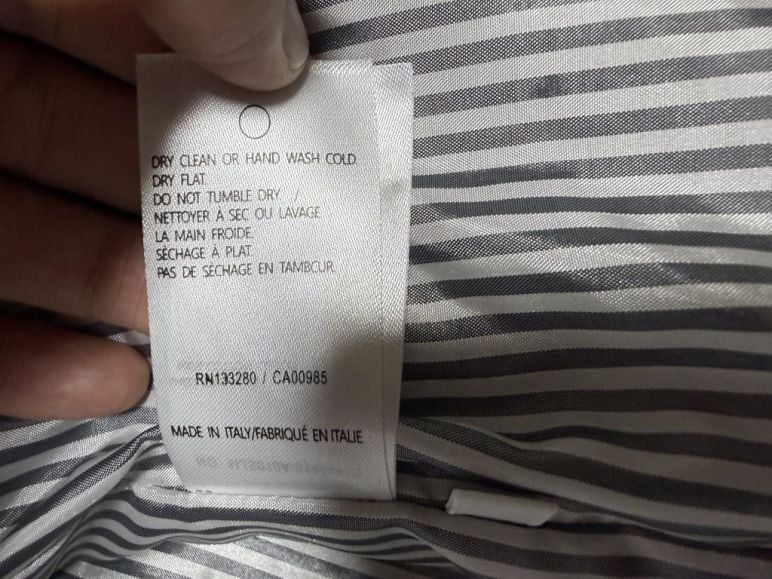 DRY CLEAN OR HAND WASH COLD
DRY FLAT.
DO NOT TUMBLE DRY. /
NETTOYER À SEC OU LAVAGE
LA MAIN FROIDE.
SÉCHAGE À PLAT.
PAS DE SÉCHAGE EN TAMBCUR.
RN133280 / CA00985
MADE IN ITALY/FABRIQUÉ EN ITALIE